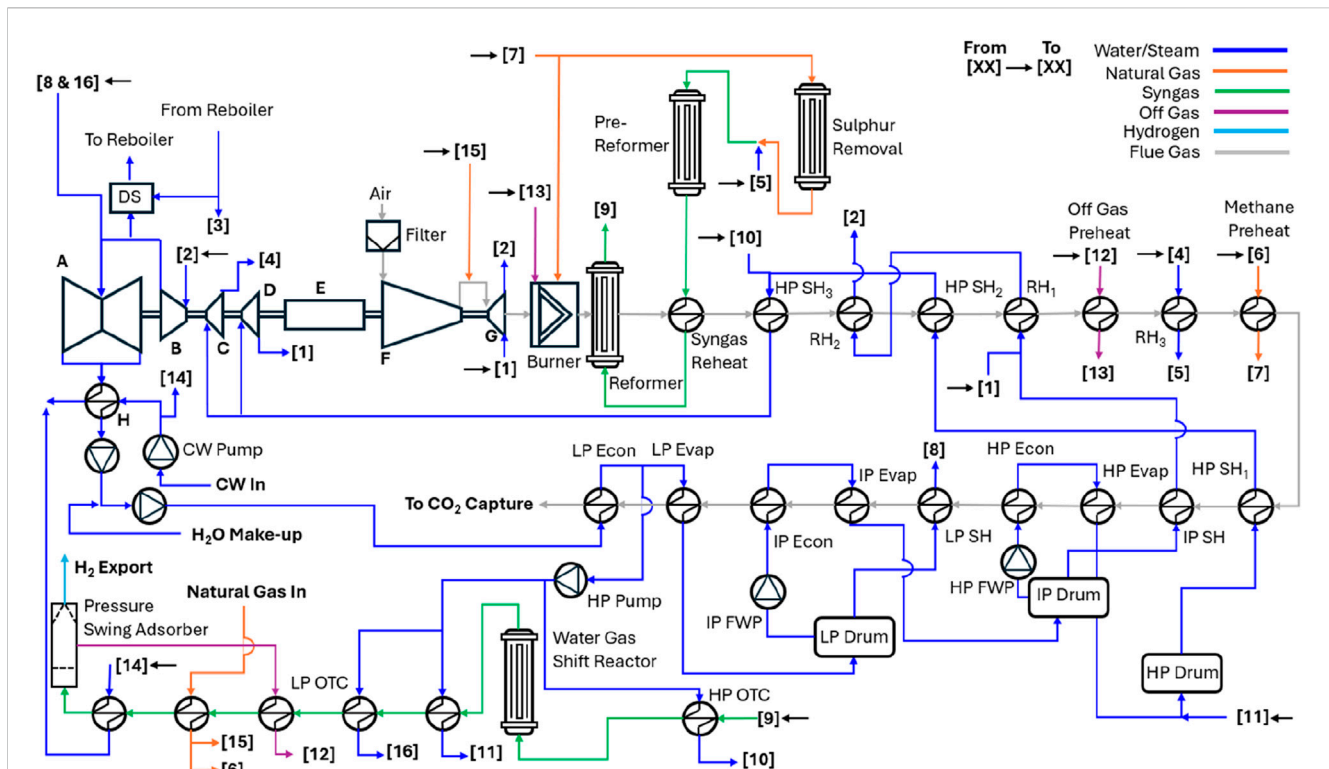 From To
[XX] [XX]
Water/Steam
Natural Gas
Syngas
Off Gas
Hydrogen
Flue Gas
[8 & 16]
From Reboiler
To Reboiler
DS
[3]
[7]
Pre-
Reformer
Sulphur
Removal
[5]
[15]
Air
Filter
[13]
[9]
[2]
[10]
[2]
Off Gas
Preheat
[12]
[4]
Methane
Preheat
[6]
A
[2]
[4]
D
E
B
C
[1]
F
G
[1]
Burner
Reformer
Syngas
Reheat
HP SH3
RH2
HP SH2
RH1
[1]
[13]
RH3
[5]
[7]
[14]
H
CW Pump
CW In
H2O Make-up
To CO2 Capture
LP Econ
LP Evap
IP Evap
IP Econ
[8]
LP SH
HP Econ
HP Evap
HP SH1
IP SH
HP FWP
IP Drum
IP FWP
LP Drum
HP Drum
[11]
H2 Export
Pressure
Swing Adsorber
Natural Gas In
HP Pump
Water Gas
Shift Reactor
[14]
LP OTC
HP OTC
[9]
[15]
[6]
[12]
[16]
[11]
[10]